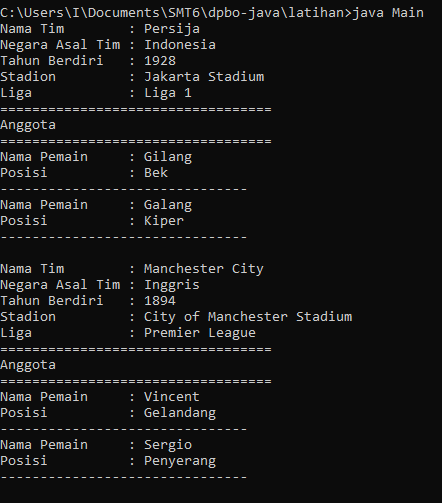 C:\Users\I\Documents\SMT6\dpbo-java\latihan>java Main
Nama Tim        : Persija
Negara Asal Tim : Indonesia
Tahun Berdiri   : 1928
Stadion         : Jakarta Stadium
Liga            : Liga 1
==================================
Anggota
==================================
Nama Pemain     : Gilang
Posisi          : Bek
-------------------------------
Nama Pemain     : Galang
Posisi          : Kiper
-------------------------------

Nama Tim        : Manchester City
Negara Asal Tim : Inggris
Tahun Berdiri   : 1894
Stadion         : City of Manchester Stadium
Liga            : Premier League
==================================
Anggota
==================================
Nama Pemain     : Vincent
Posisi          : Gelandang
-------------------------------
Nama Pemain     : Sergio
Posisi          : Penyerang
-------------------------------